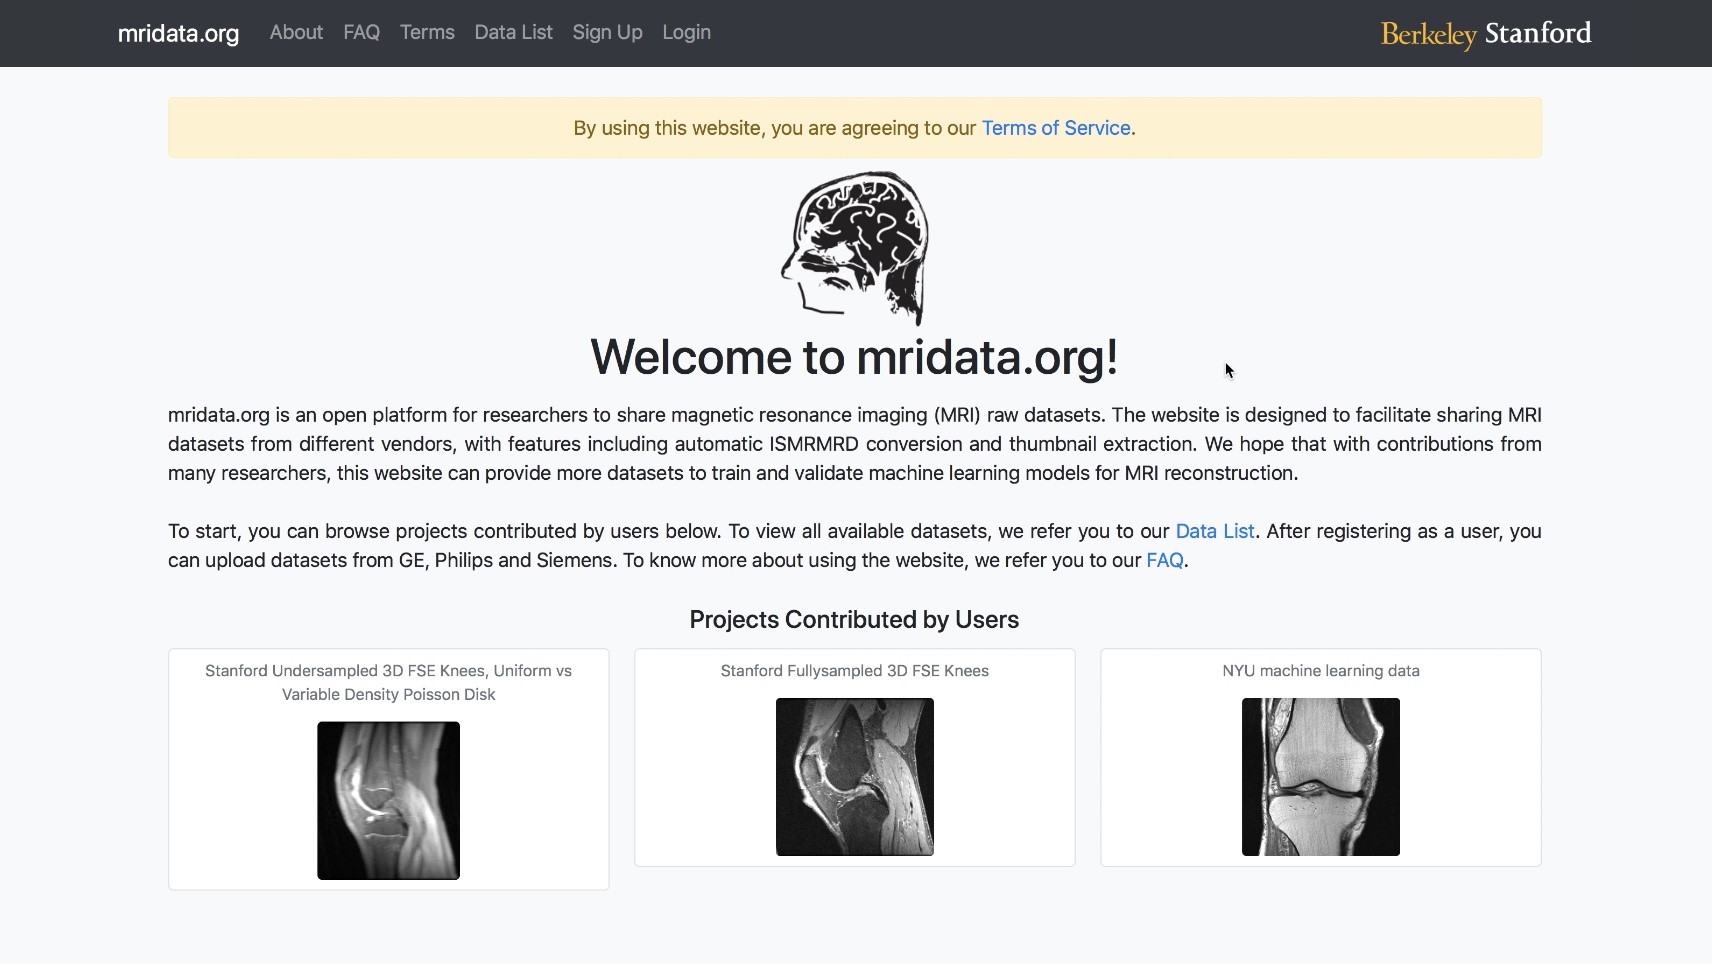 mridata.org About FAQ Terms Data List Sign Up Login Berkeley Stanford
By using this website, you are agreeing to our Terms of Service.
Welcome to mridata.org!
mridata.org is an open platform for researchers to share magnetic resonance imaging (MRI) raw datasets. The website is designed to facilitate sharing MRI
datasets from different vendors, with features including automatic ISMRMRD conversion and thumbnail extraction. We hope that with contributions from
many researchers, this website can provide more datasets to train and validate machine learning models for MRI reconstruction.
To start, you can browse projects contributed by users below. To view all available datasets, we refer you to our Data List. After registering as a user, you
can upload datasets from GE, Philips and Siemens. To know more about using the website, we refer you to our FAQ.
Projects Contributed by Users
Stanford Undersampled 3D FSE Knees, Uniform vs
Variable Density Poisson Disk
Stanford Fullysampled 3D FSE Knees
NYU machine learning data